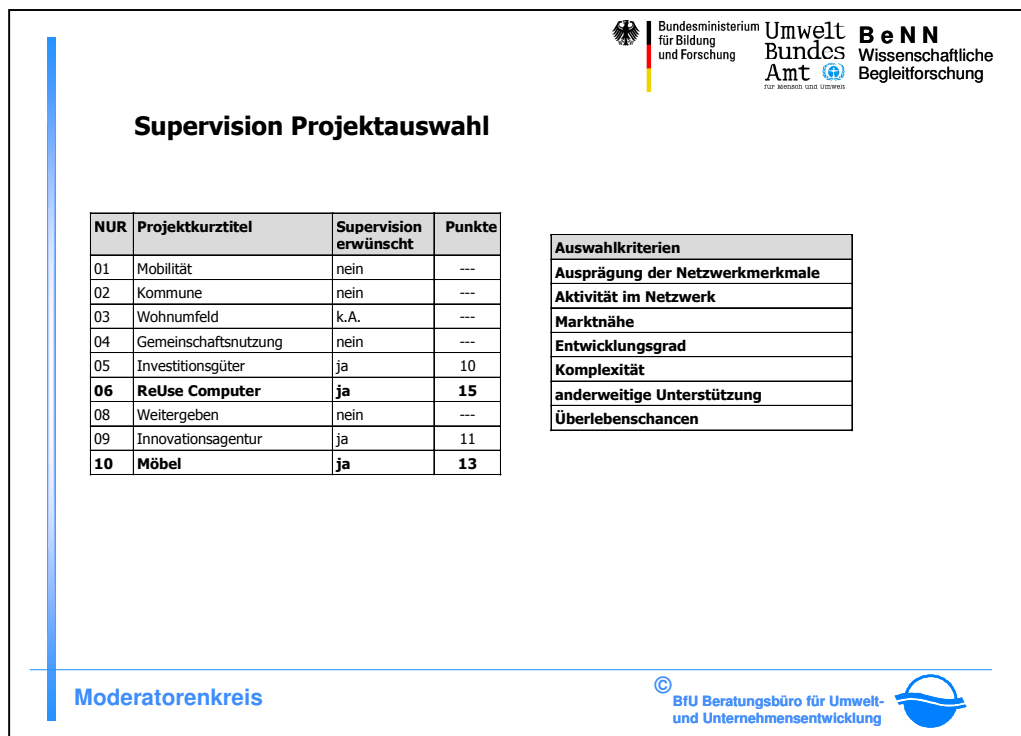 Bundesministerium
für Bildung
und Forschung
Umwelt
Bundes
Amt
für Mensch und Umwelt
BeNN
Wissenschaftliche
Begleitforschung
Supervision Projektauswahl
NUR Projektkurztitel Supervision erwünscht Punkte
01 Mobilität nein ---
02 Kommune nein ---
03 Wohnumfeld k.A. ---
04 Gemeinschaftsnutzung nein ---
05 Investitionsgüter ja 10
06 ReUse Computer ja 15
08 Weitergeben nein ---
09 Innovationsagentur ja 11
10 Möbel ja 13
Auswahlkriterien
Ausprägung der Netzwerkmerkmale
Aktivität im Netzwerk
Marktnähe
Entwicklungsgrad
Komplexität
anderweitige Unterstützung
Überlebenschancen
Moderatorenkreis
©
BfU Beratungsbüro für Umwelt-
und Unternehmensentwicklung